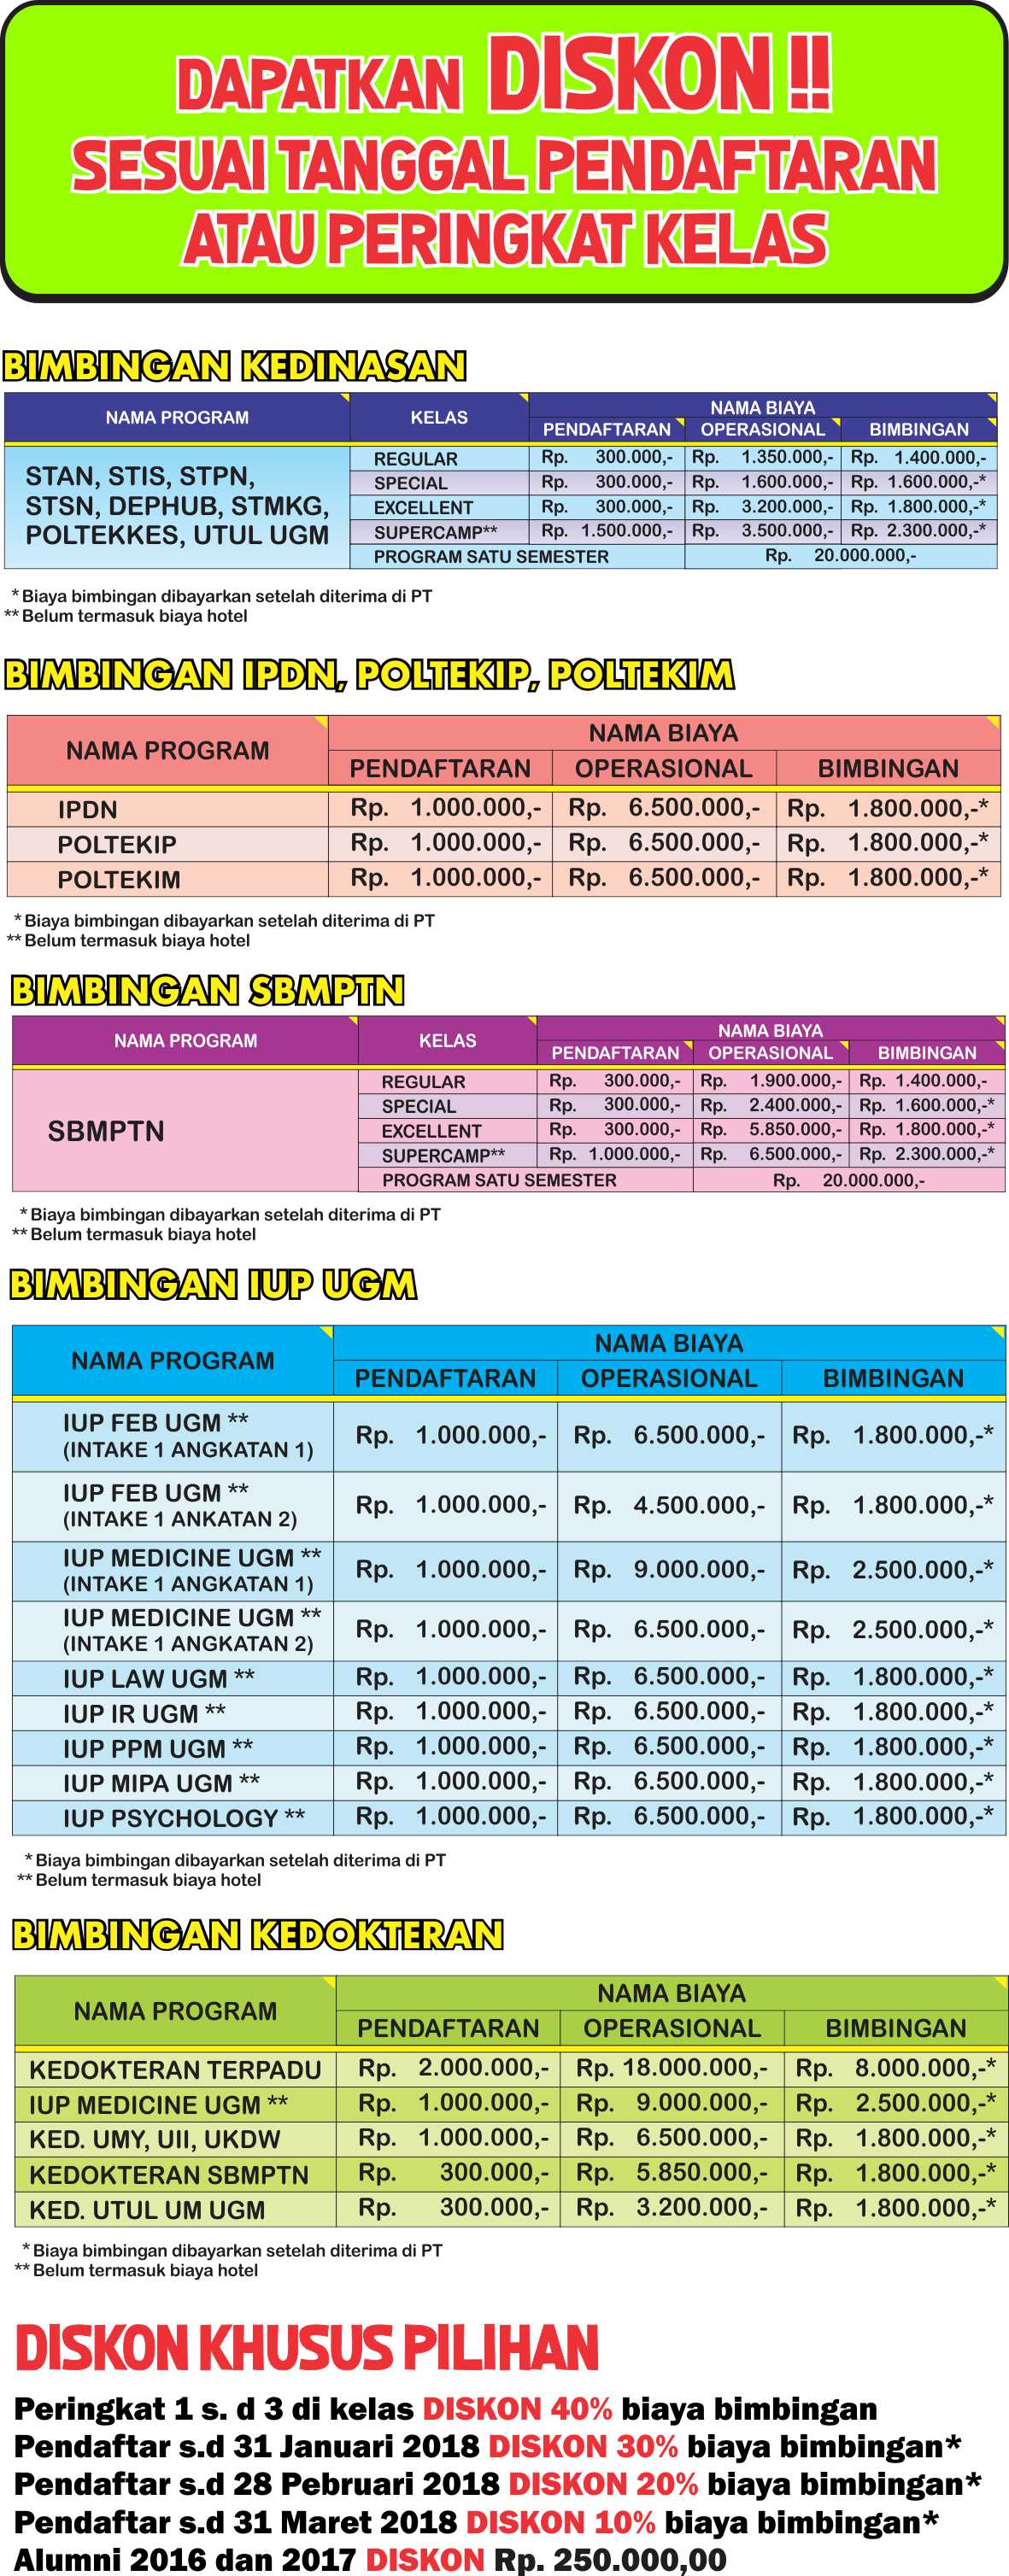 DAPATKAN DISKON !!
SESUAI TANGGAL PENDAFTARAN
ATAU PERINGKAT KELAS
BIMBINGAN KEDINASAN
NAMA PROGRAM KELAS NAMA BIAYA
PENDAFTARAN OPERASIONAL BIMBINGAN
STAN, STIS, STPN,
STSN, DEPHUB, STMKG,
POLTEKKES, UTUL UGM
REGULAR Rp. 300.000,- Rp. 1.350.000,- Rp. 1.400.000,-
SPECIAL Rp. 300.000,- Rp. 1.600.000,- Rp. 1.600.000,-*
EXCELLENT Rp. 300.000,- Rp. 3.200.000,- Rp. 1.800.000,-*
SUPERCAMP** Rp. 1.500.000,- Rp. 3.500.000,- Rp. 2.300.000,-*
PROGRAM SATU SEMESTER Rp. 20.000.000,-
* Biaya bimbingan dibayarkan setelah diterima di PT
** Belum termasuk biaya hotel
BIMBINGAN IPDN, POLTEKIP, POLTEKIM
NAMA PROGRAM NAMA BIAYA
PENDAFTARAN OPERASIONAL BIMBINGAN
IPDN Rp. 1.000.000,- Rp. 6.500.000,- Rp. 1.800.000,-*
POLTEKIP Rp. 1.000.000,- Rp. 6.500.000,- Rp. 1.800.000,-*
POLTEKIM Rp. 1.000.000,- Rp. 6.500.000,- Rp. 1.800.000,-*
* Biaya bimbingan dibayarkan setelah diterima di PT
** Belum termasuk biaya hotel
BIMBINGAN SBMPTN
NAMA PROGRAM KELAS NAMA BIAYA
PENDAFTARAN OPERASIONAL BIMBINGAN
SBMPTN
REGULAR Rp. 300.000,- Rp. 1.900.000,- Rp. 1.400.000,-
SPECIAL Rp. 300.000,- Rp. 2.400.000,- Rp. 1.600.000,-*
EXCELLENT Rp. 300.000,- Rp. 5.850.000,- Rp. 1.800.000,-*
SUPERCAMP** Rp. 1.000.000,- Rp. 6.500.000,- Rp. 2.300.000,-*
PROGRAM SATU SEMESTER Rp. 20.000.000,-
* Biaya bimbingan dibayarkan setelah diterima di PT
** Belum termasuk biaya hotel
BIMBINGAN IUP UGM
NAMA PROGRAM NAMA BIAYA
PENDAFTARAN OPERASIONAL BIMBINGAN
IUP FEB UGM **
(INTAKE 1 ANGKATAN 1) Rp. 1.000.000,- Rp. 6.500.000,- Rp. 1.800.000,-*
IUP FEB UGM **
(INTAKE 1 ANKATAN 2) Rp. 1.000.000,- Rp. 4.500.000,- Rp. 1.800.000,-*
IUP MEDICINE UGM **
(INTAKE 1 ANGKATAN 1) Rp. 1.000.000,- Rp. 9.000.000,- Rp. 2.500.000,-*
IUP MEDICINE UGM **
(INTAKE 1 ANGKATAN 2) Rp. 1.000.000,- Rp. 6.500.000,- Rp. 2.500.000,-*
IUP LAW UGM ** Rp. 1.000.000,- Rp. 6.500.000,- Rp. 1.800.000,-*
IUP IR UGM ** Rp. 1.000.000,- Rp. 6.500.000,- Rp. 1.800.000,-*
IUP PPM UGM ** Rp. 1.000.000,- Rp. 6.500.000,- Rp. 1.800.000,-*
IUP MIPA UGM ** Rp. 1.000.000,- Rp. 6.500.000,- Rp. 1.800.000,-*
IUP PSYCHOLOGY ** Rp. 1.000.000,- Rp. 6.500.000,- Rp. 1.800.000,-*
* Biaya bimbingan dibayarkan setelah diterima di PT
** Belum termasuk biaya hotel
BIMBINGAN KEDOKTERAN
NAMA PROGRAM NAMA BIAYA
PENDAFTARAN OPERASIONAL BIMBINGAN
KEDOKTERAN TERPADU Rp. 2.000.000,- Rp. 18.000.000,- Rp. 8.000.000,-*
IUP MEDICINE UGM ** Rp. 1.000.000,- Rp. 9.000.000,- Rp. 2.500.000,-*
KED. UMY, UII, UKDW Rp. 1.000.000,- Rp. 6.500.000,- Rp. 1.800.000,-*
KEDOKTERAN SBMPTN Rp. 300.000,- Rp. 5.850.000,- Rp. 1.800.000,-*
KED. UTUL UM UGM Rp. 300.000,- Rp. 3.200.000,- Rp. 1.800.000,-*
* Biaya bimbingan dibayarkan setelah diterima di PT
** Belum termasuk biaya hotel
DISKON KHUSUS PILIHAN
Peringkat 1 s. d 3 di kelas DISKON 40% biaya bimbingan
Pendaftar s.d 31 Januari 2018 DISKON 30% biaya bimbingan*
Pendaftar s.d 28 Pebruari 2018 DISKON 20% biaya bimbingan*
Pendaftar s.d 31 Maret 2018 DISKON 10% biaya bimbingan*
Alumni 2016 dan 2017 DISKON Rp. 250.000,00